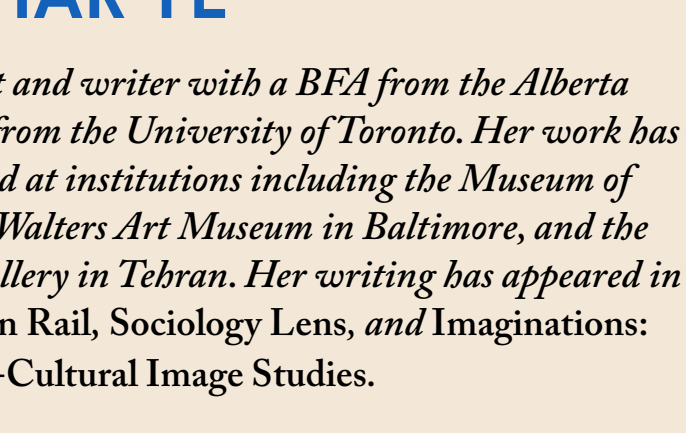 t and writer with a BFA from the Alberta
from the University of Toronto. Her work has
d at institutions including the Museum of
Walters Art Museum in Baltimore, and the
llery in Tehran. Her writing has appeared in
n Rail, Sociology Lens, and Imaginations:
-Cultural Image Studies.